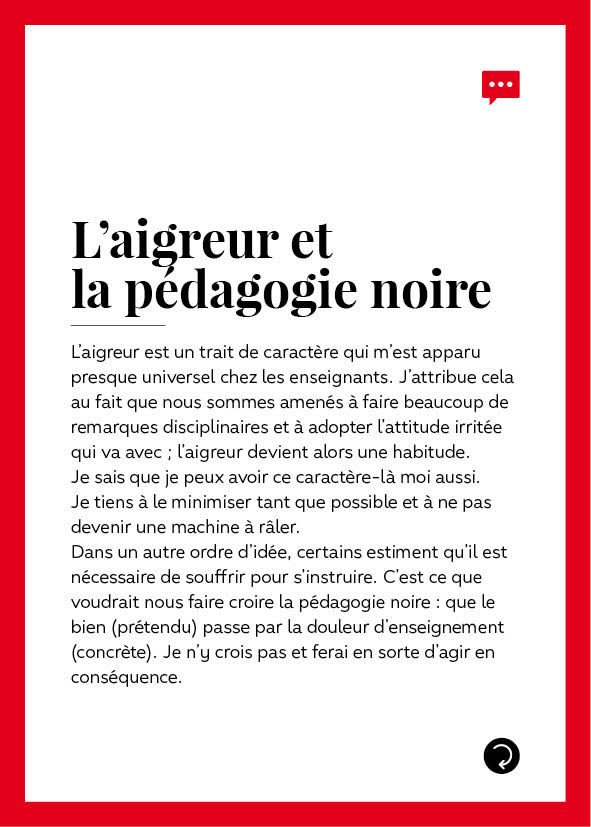 L’aigreur et
la pédagogie noire
L’aigreur est un trait de caractère qui m’est apparu
presque universel chez les enseignants. J’attribue cela
au fait que nous sommes amenés à faire beaucoup de
remarques disciplinaires et à adopter l’attitude irritée
qui va avec ; l’aigreur devient alors une habitude.
Je sais que je peux avoir ce caractère-là moi aussi.
Je tiens à le minimiser tant que possible et à ne pas
devenir une machine à râler.
Dans un autre ordre d’idée, certains estiment qu’il est
nécessaire de souffrir pour s’instruire. C’est ce que
voudrait nous faire croire la pédagogie noire : que le
bien (prétendu) passe par la douleur d’enseignement
(concrète). Je n’y crois pas et ferai en sorte d’agir en
conséquence.